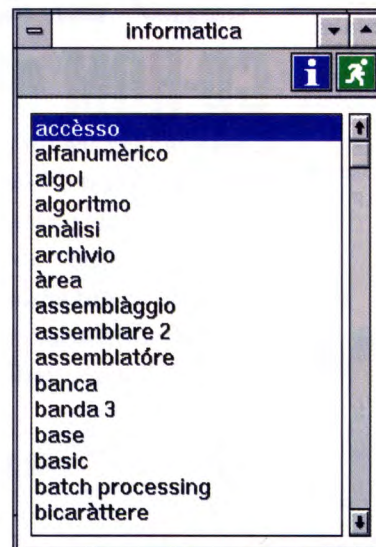 informatica
i
accèsso
alfanumèrico
algol
algoritmo
anàlisi
archìvio
àrea
assemblàggio
assemblare 2
assemblatóre
banca
banda 3
base
basic
batch processing
bicaràttere